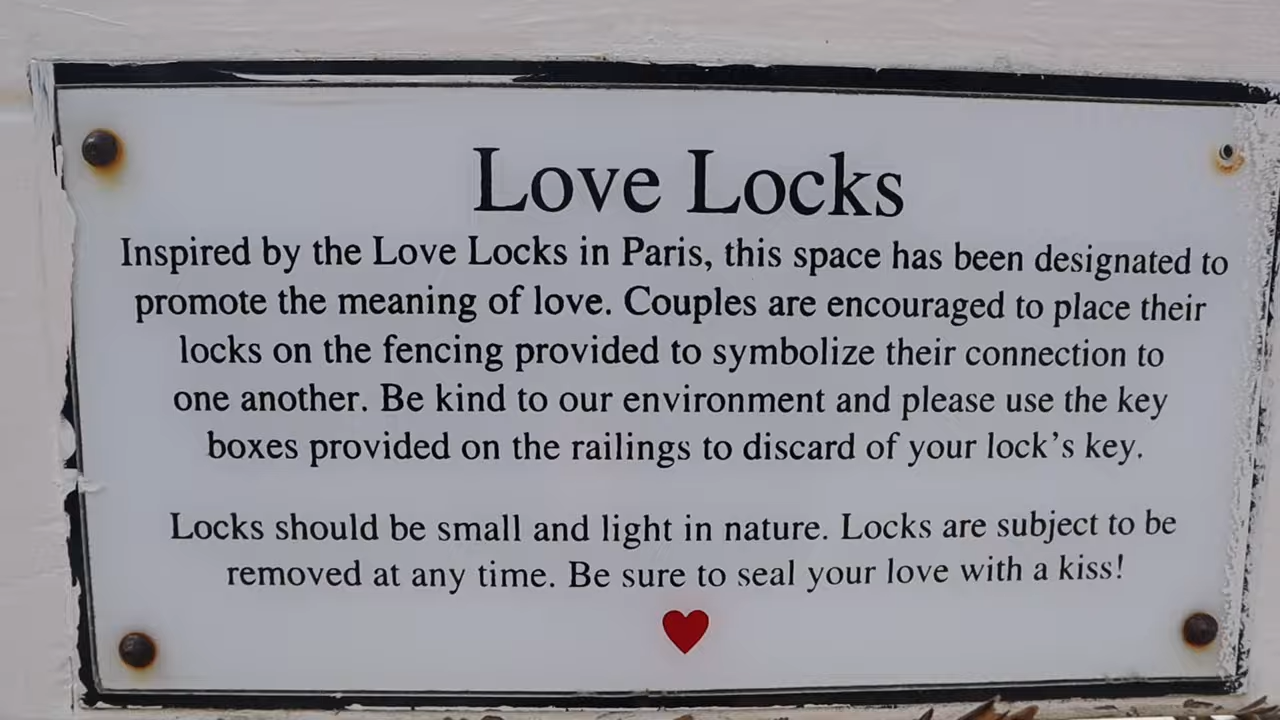 Love Locks
Inspired by the Love Locks in Paris, this space has been designated to
promote the meaning of love. Couples are encouraged to place their
locks on the fencing provided to symbolize their connection to
one another. Be kind to our environment and please use the key
boxes provided on the railings to discard of your lock’s key.
Locks should be small and light in nature. Locks are subject to be
removed at any time. Be sure to seal your love with a kiss!